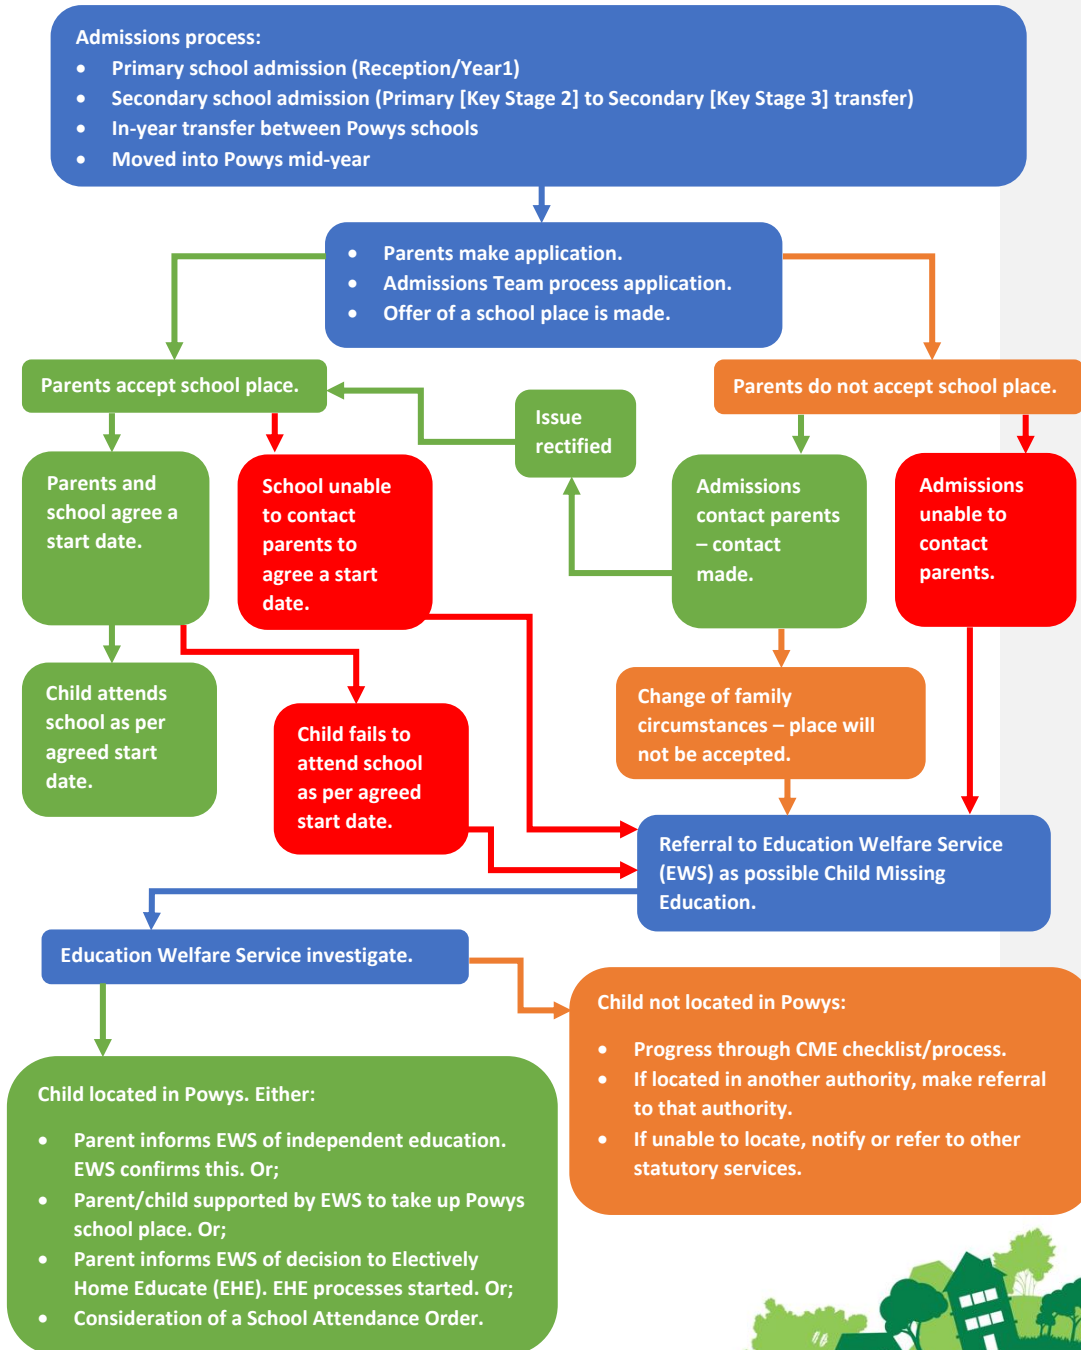 Admissions process:
• Primary school admission (Reception/Year1)
• Secondary school admission (Primary [Key Stage 2] to Secondary [Key Stage 3] transfer)
• In-year transfer between Powys schools
• Moved into Powys mid-year
• Parents make application.
• Admissions Team process application.
• Offer of a school place is made.
Parents accept school place.
Issue
rectified
Parents do not accept school place.
Parents and
school agree a
start date.
School unable
to contact
parents to
agree a start
date.
Admissions
contact parents
– contact
made.
Admissions
unable to
contact
parents.
Child attends
school as per
agreed start
date.
Child fails to
attend school
as per agreed
start date.
Change of family
circumstances – place will
not be accepted.
Referral to Education Welfare Service
(EWS) as possible Child Missing
Education.
Education Welfare Service investigate.
Child located in Powys. Either:
• Parent informs EWS of independent education.
EWS confirms this. Or;
• Parent/child supported by EWS to take up Powys
school place. Or;
• Parent informs EWS of decision to Electively
Home Educate (EHE). EHE processes started. Or;
• Consideration of a School Attendance Order.
Child not located in Powys:
• Progress through CME checklist/process.
• If located in another authority, make referral
to that authority.
• If unable to locate, notify or refer to other
statutory services.